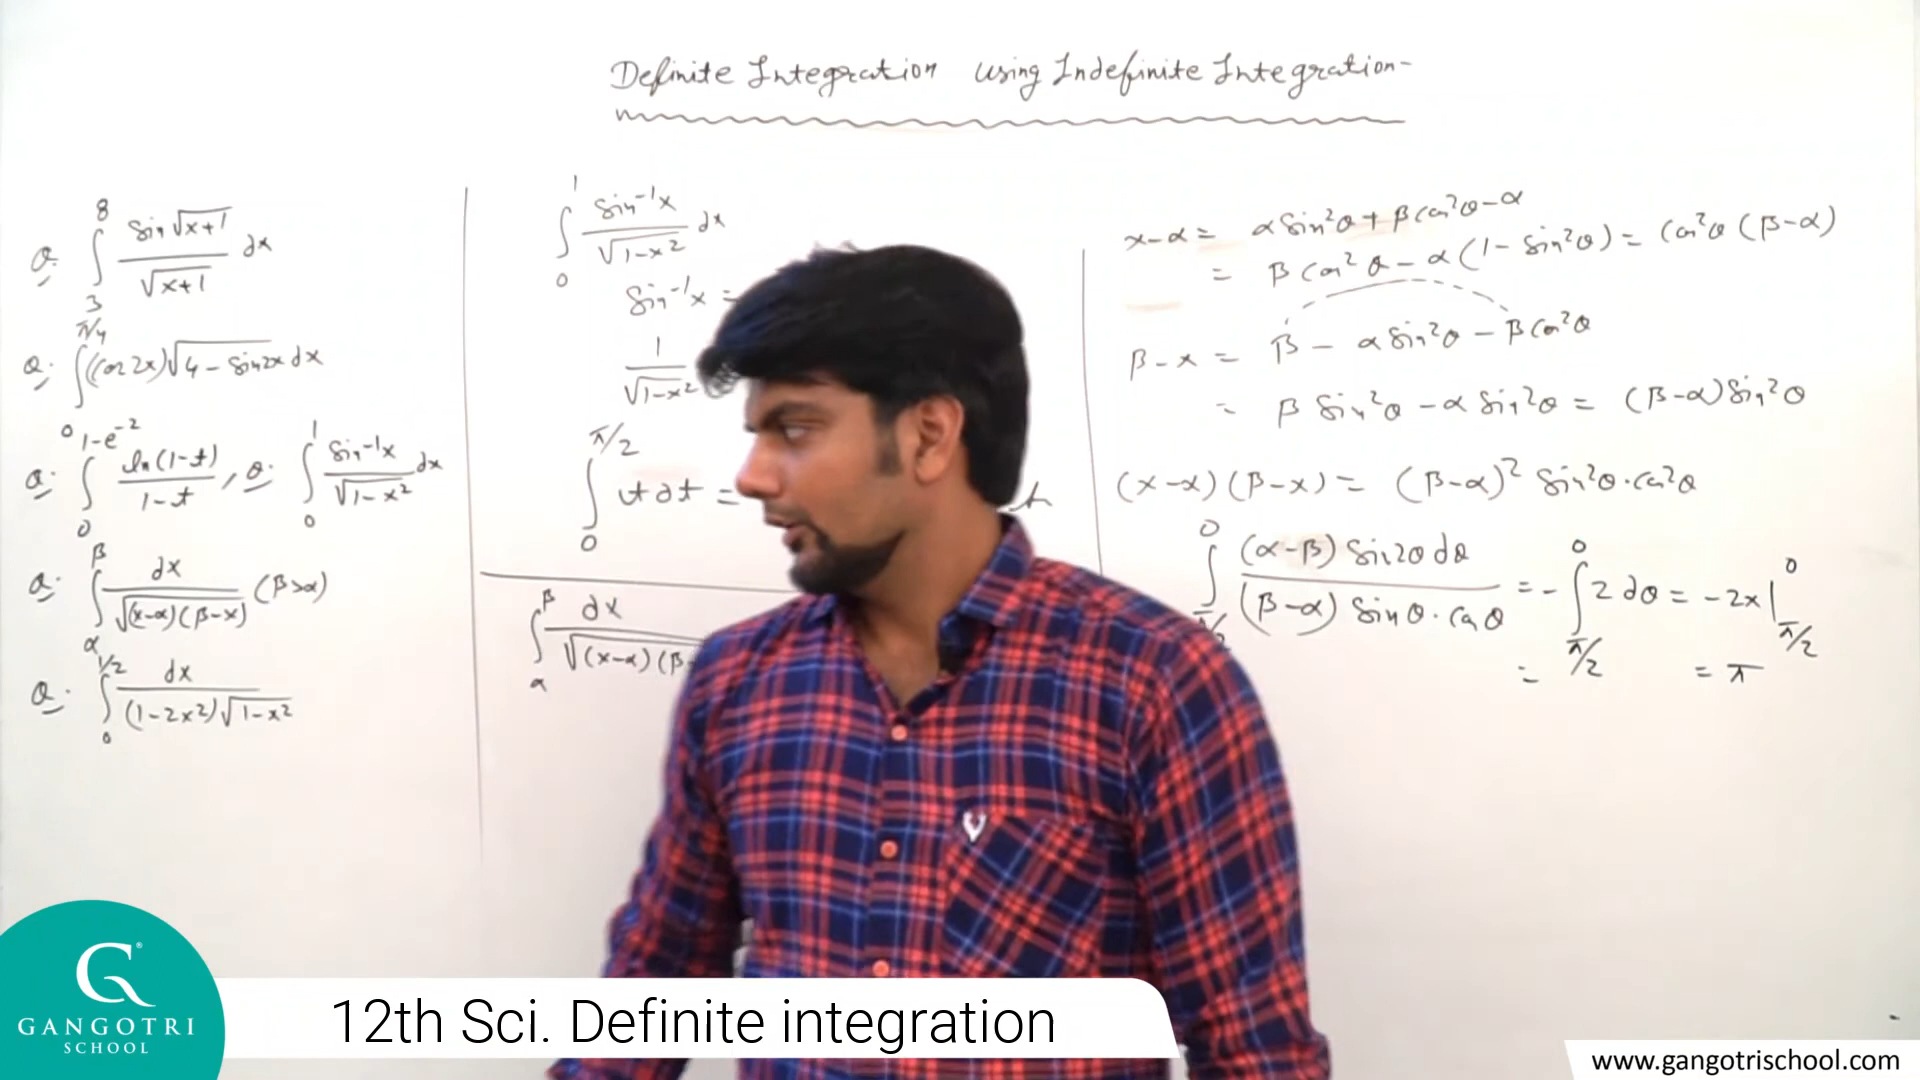 Definite Integration using Indefinite Integration-
Q. ∫₃⁸ sin√(x+1) / √(x+1) dx
Q. ∫₀^{π/4} (cos 2x)√(4 - sin2x) dx
Q. ∫₀^{1-e^{-2}} ln(1-t) / (1-t) , Q. ∫₀¹ sin⁻¹x / √(1-x²) dx
Q. ∫_α^β dx / √((x-α)(β-x)) (β>α)
Q. ∫₀^{1/2} dx / ((1-2x²)√(1-x²))
∫₀¹ sin⁻¹x / √(1-x²) dx
sin⁻¹x =
1 / √(1-x²)
∫₀^{π/2} t dt =
∫_α^β dx / √((x-α)(β-
x-α = α sin²θ + β cos²θ - α
= β cos²θ - α(1 - sin²θ) = cos²θ (β-α)
β-x = β - α sin²θ - β cos²θ
= β sin²θ - α sin²θ = (β-α) sin²θ
(x-α)(β-x) = (β-α)² sin²θ·cos²θ
∫_{π/2}^0 (α-β) sin2θ dθ / ((β-α) sinθ·cosθ) = -∫_{π/2}^0 2 dθ = -2x|_{π/2}^0
= = π
G®
GANGOTRI
SCHOOL
12th Sci. Definite integration
www.gangotrischool.com